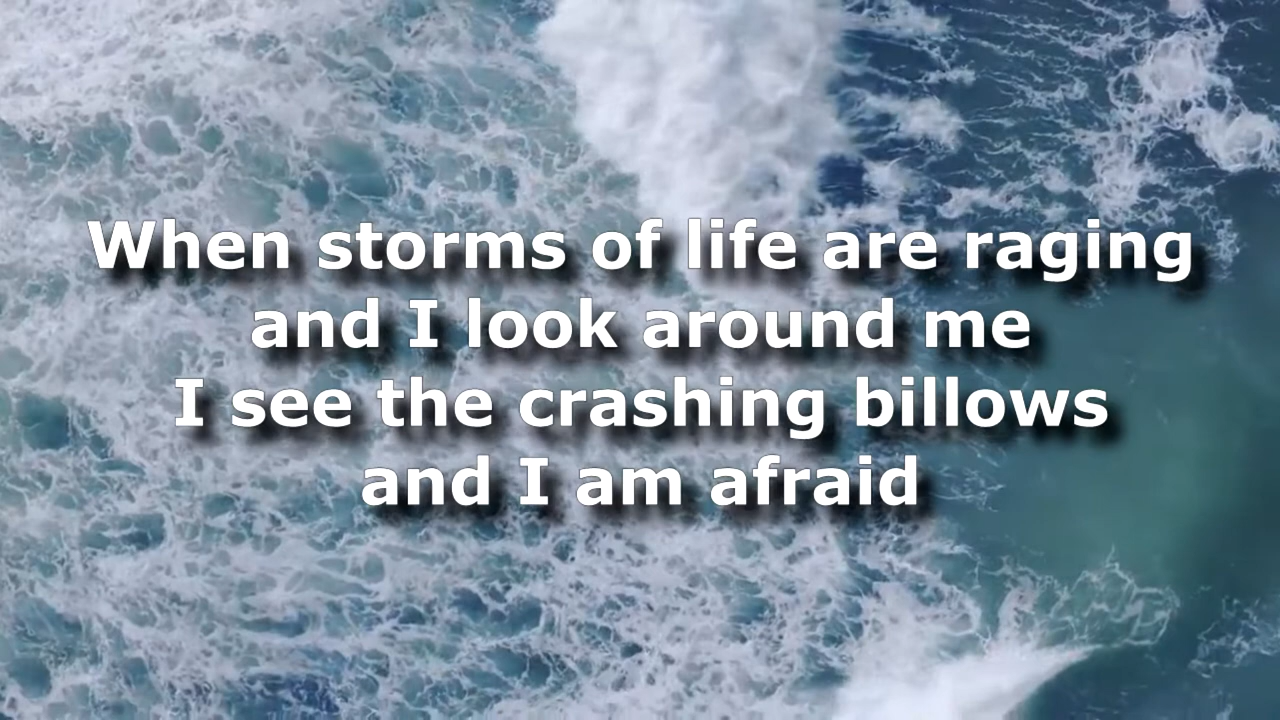 When storms of life are raging
and I look around me
I see the crashing billows
and I am afraid